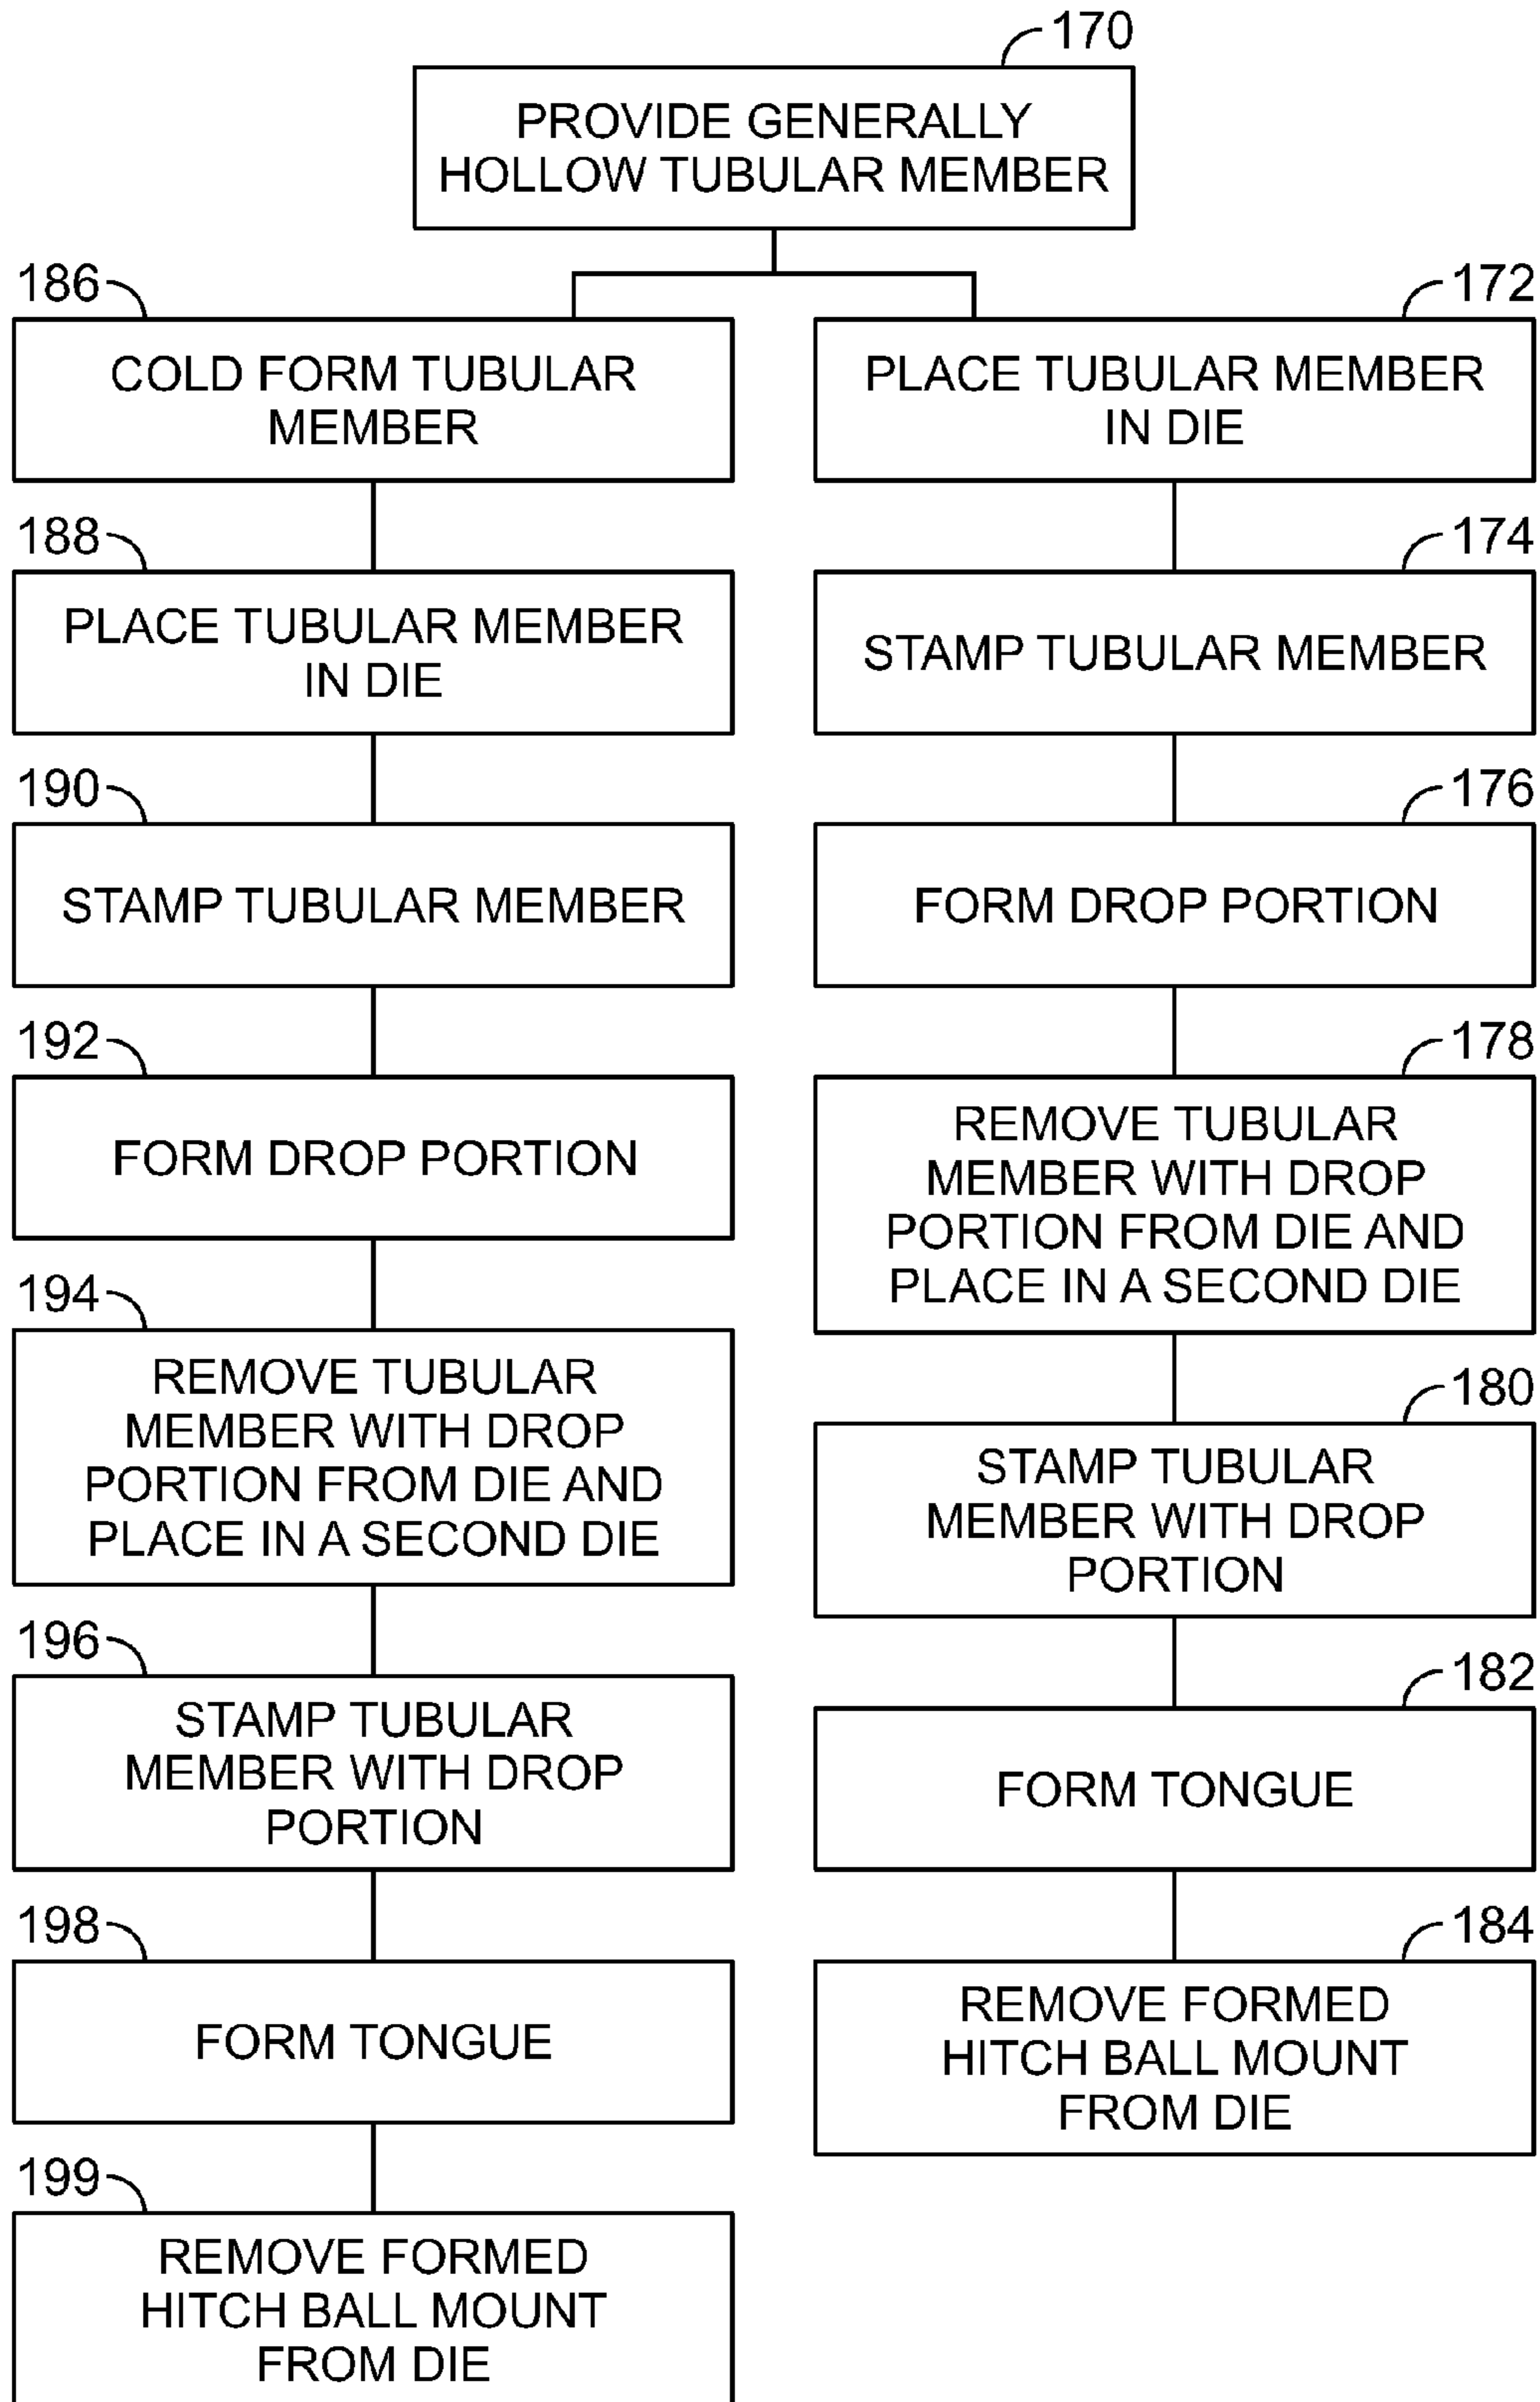 170
PROVIDE GENERALLY
HOLLOW TUBULAR MEMBER
186
COLD FORM TUBULAR
MEMBER
188
PLACE TUBULAR MEMBER
IN DIE
190
STAMP TUBULAR MEMBER
192
FORM DROP PORTION
194
REMOVE TUBULAR
MEMBER WITH DROP
PORTION FROM DIE AND
PLACE IN A SECOND DIE
196
STAMP TUBULAR
MEMBER WITH DROP
PORTION
198
FORM TONGUE
199
REMOVE FORMED
HITCH BALL MOUNT
FROM DIE
172
PLACE TUBULAR MEMBER
IN DIE
174
STAMP TUBULAR MEMBER
176
FORM DROP PORTION
178
REMOVE TUBULAR
MEMBER WITH DROP
PORTION FROM DIE AND
PLACE IN A SECOND DIE
180
STAMP TUBULAR
MEMBER WITH DROP
PORTION
182
FORM TONGUE
184
REMOVE FORMED
HITCH BALL MOUNT
FROM DIE